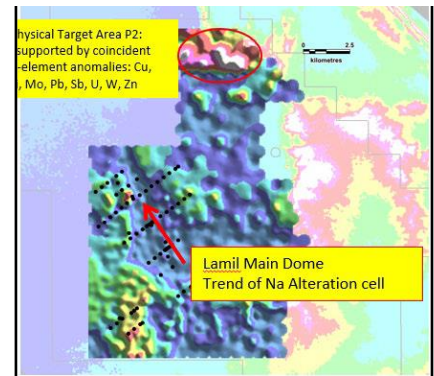 hysical Target Area P2:
supported by coincident
-element anomalies: Cu,
, Mo, Pb, Sb, U, W, Zn
0 2.5
kilometres
Lamil Main Dome
Trend of Na Alteration cell